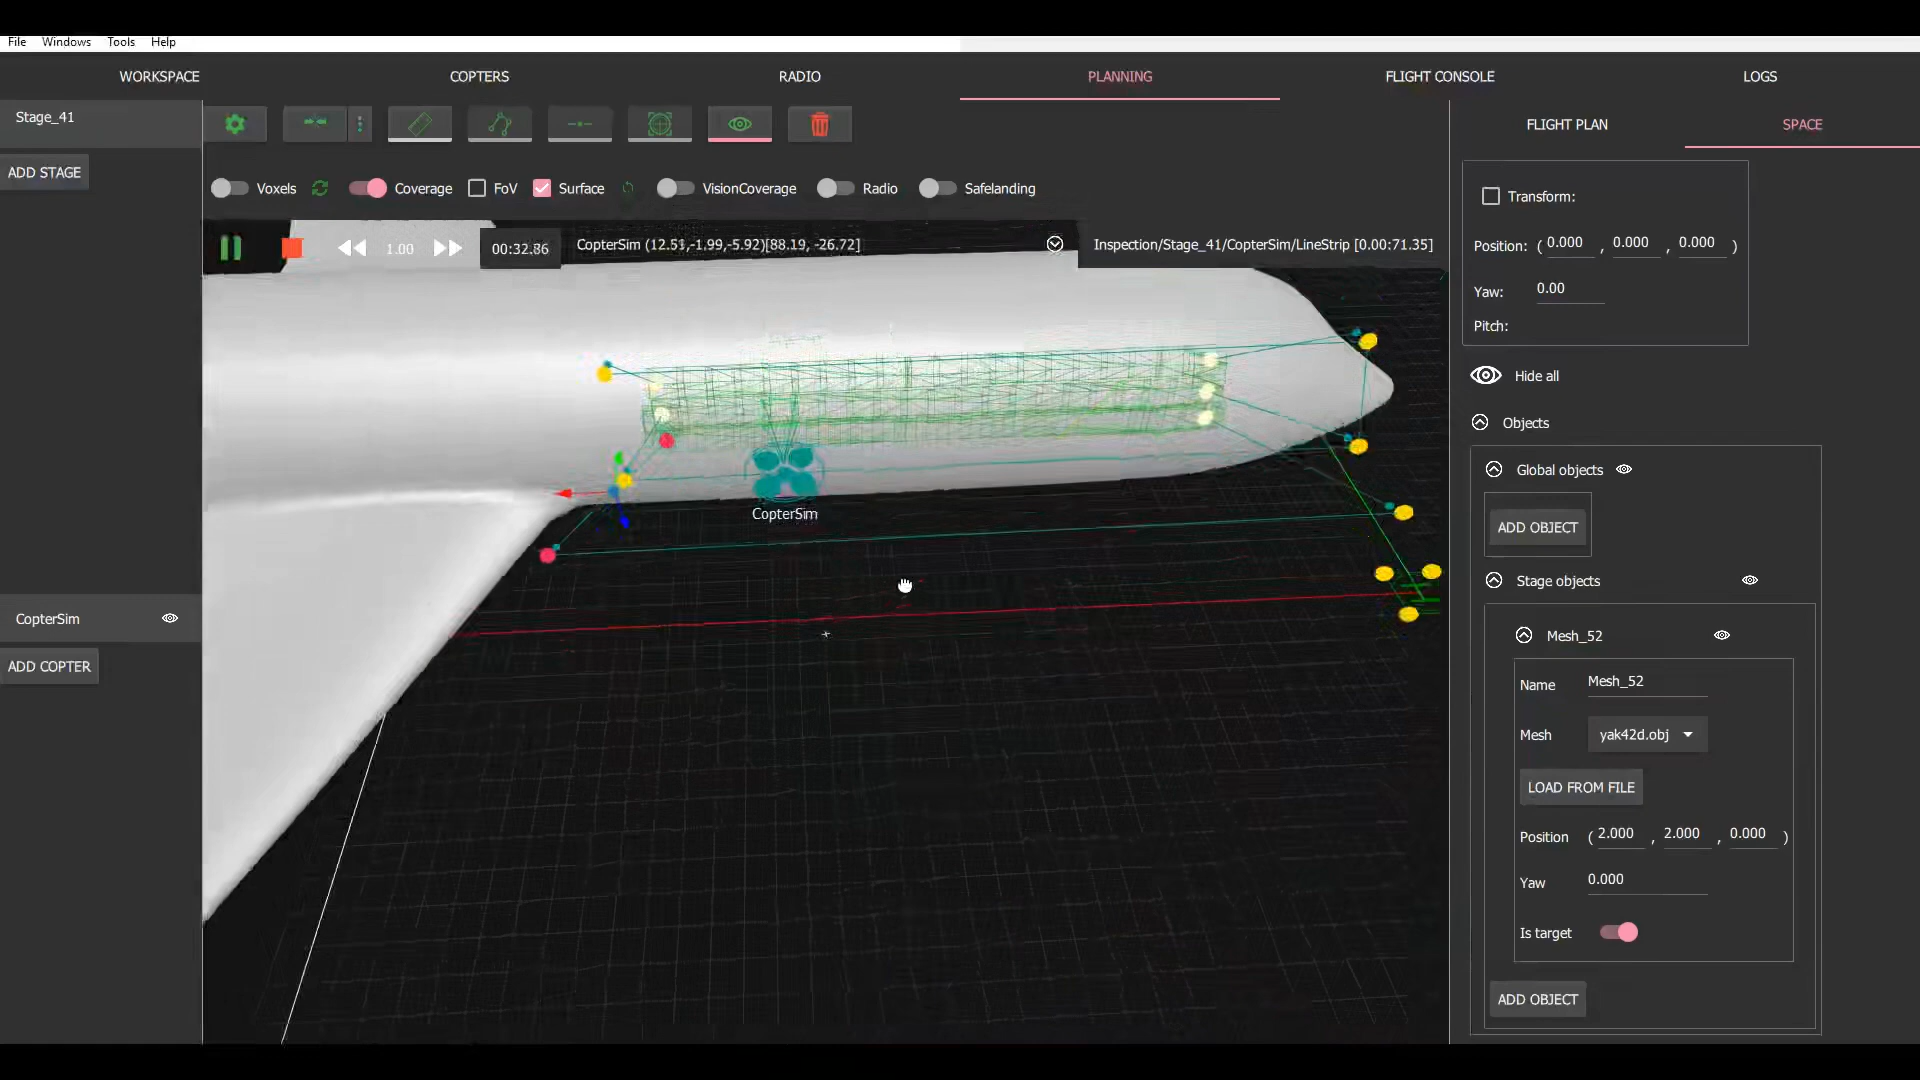 File Windows Tools Help
WORKSPACE COPTERS RADIO PLANNING FLIGHT CONSOLE LOGS
Stage_41
ADD STAGE
Voxels Coverage FoV Surface VisionCoverage Radio Safelanding
1.00 00:32.86 CopterSim (12.51,-1.99,-5.92)[88.19, -26.72] Inspection/Stage_41/CopterSim/LineStrip [0.00:71.35]
CopterSim
CopterSim
ADD COPTER
FLIGHT PLAN SPACE
Transform:
Position: ( 0.000 , 0.000 , 0.000 )
Yaw: 0.00
Pitch:
Hide all
Objects
Global objects
ADD OBJECT
Stage objects
Mesh_52
Name Mesh_52
Mesh yak42d.obj
LOAD FROM FILE
Position ( 2.000 , 2.000 , 0.000 )
Yaw 0.000
Is target
ADD OBJECT